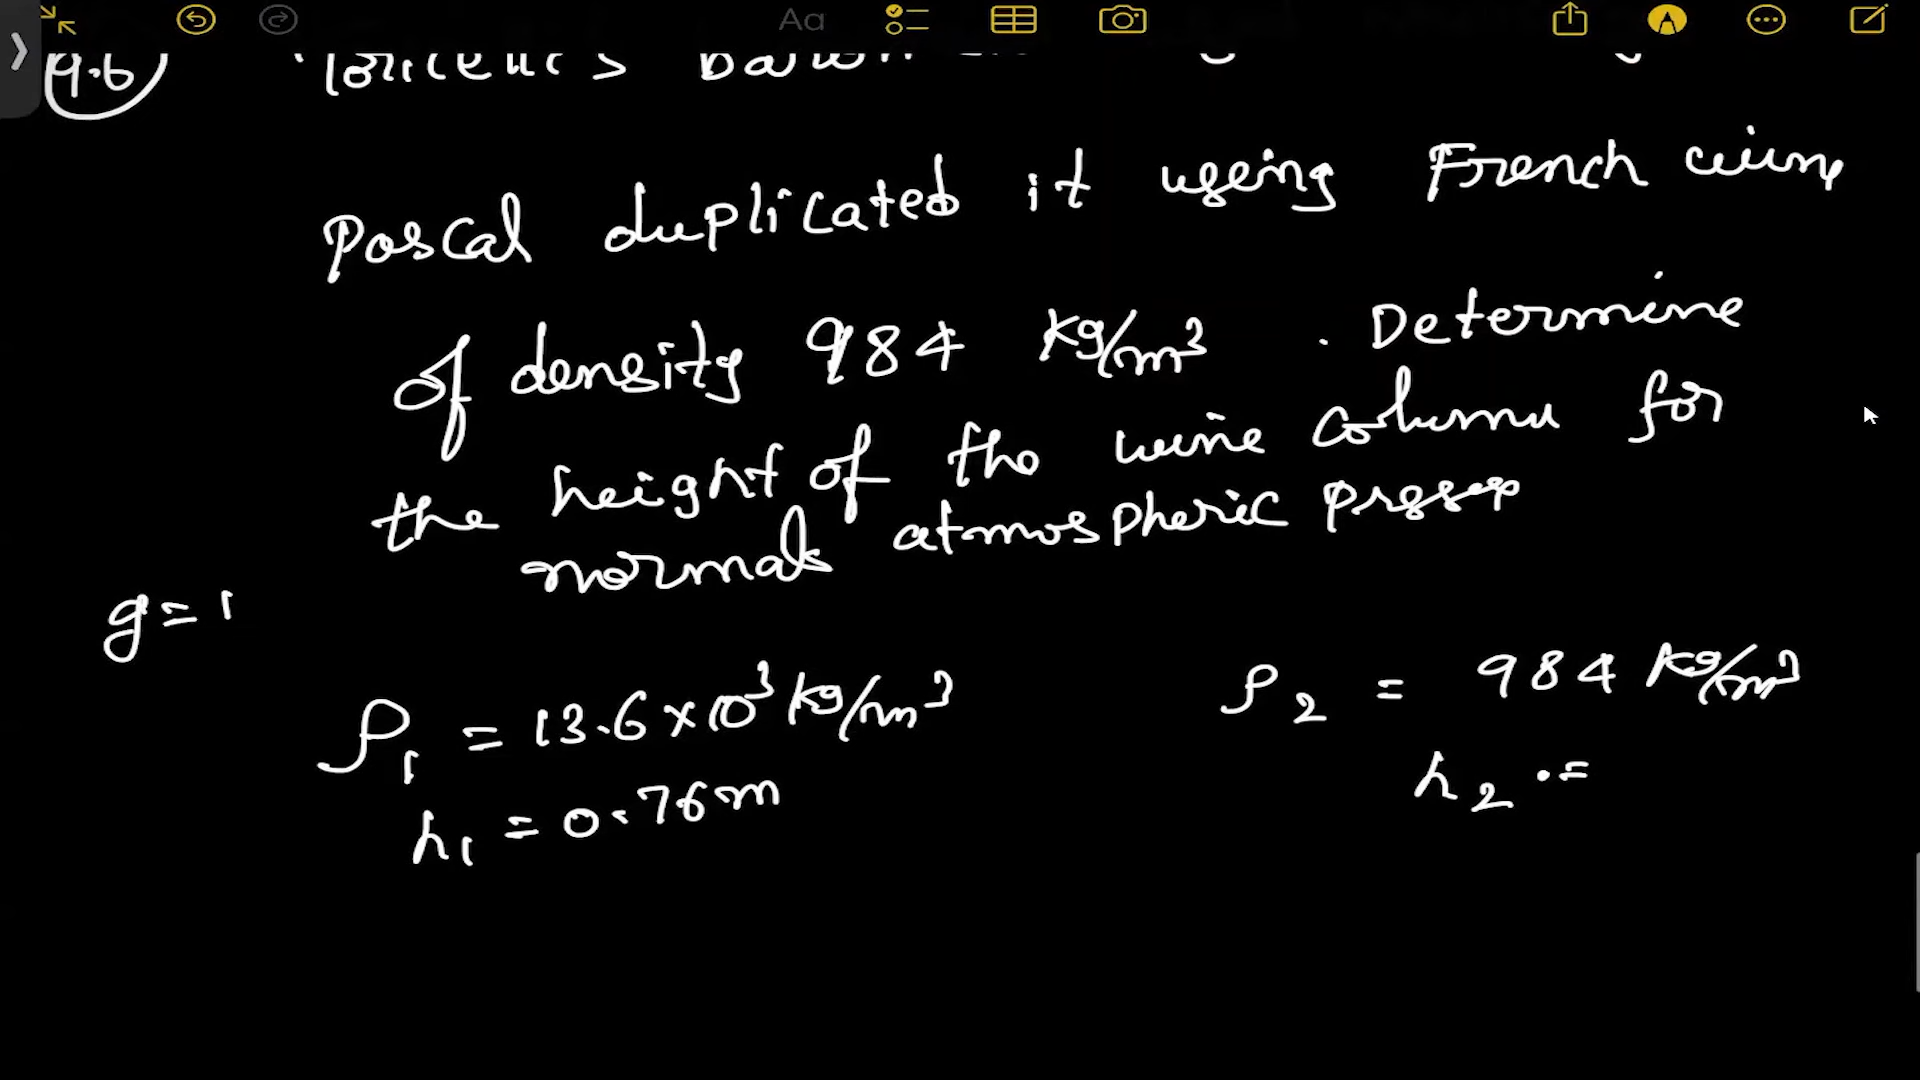 Aa
9.6
Pascal duplicated it using French wine
of density 984 kg/m³ . Determine
the height of the wine column for
normal atmospheric
g = 1
ρ₁ = 13.6 × 10³ kg/m³
ρ₂ = 984 kg/m³
h₁ = 0.76m
h₂ =